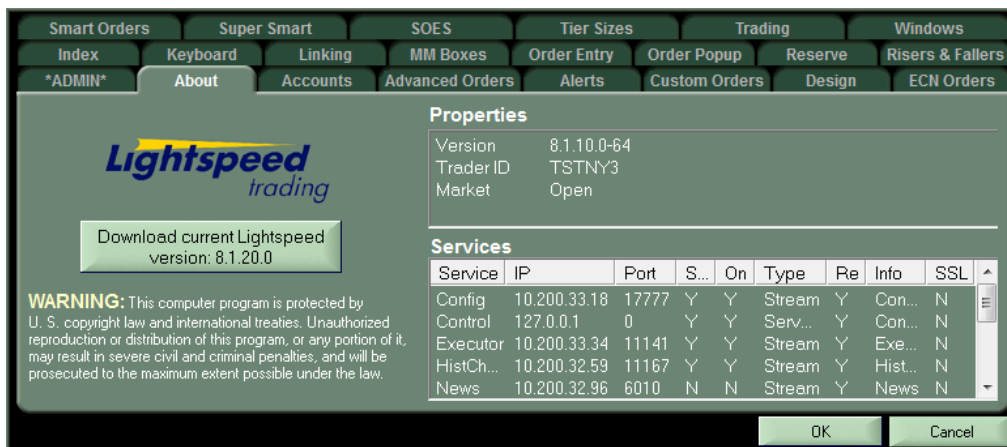 Smart Orders Super Smart SOES Tier Sizes Trading Windows
Index Keyboard Linking MM Boxes Order Entry Order Popup Reserve Risers & Fallers
*ADMIN* About Accounts Advanced Orders Alerts Custom Orders Design ECN Orders
Lightspeed
trading
Download current Lightspeed
version: 8.1.20.0
WARNING: This computer program is protected by
U. S. copyright law and international treaties. Unauthorized
reproduction or distribution of this program, or any portion of it,
may result in severe civil and criminal penalties, and will be
prosecuted to the maximum extent possible under the law.
Properties
Version 8.1.10.0-64
Trader ID TSTNY3
Market Open
Services
Service IP Port S... On Type Re Info SSL
Config 10.200.33.18 17777 Y Y Stream Y Con... N
Control 127.0.0.1 0 Y Y Serv... Y Con... N
Executor 10.200.33.34 11141 Y Y Stream Y Exe... N
HistCh... 10.200.32.59 11167 Y Y Stream Y Hist... N
News 10.200.32.96 6010 N N Stream Y News N
OK Cancel